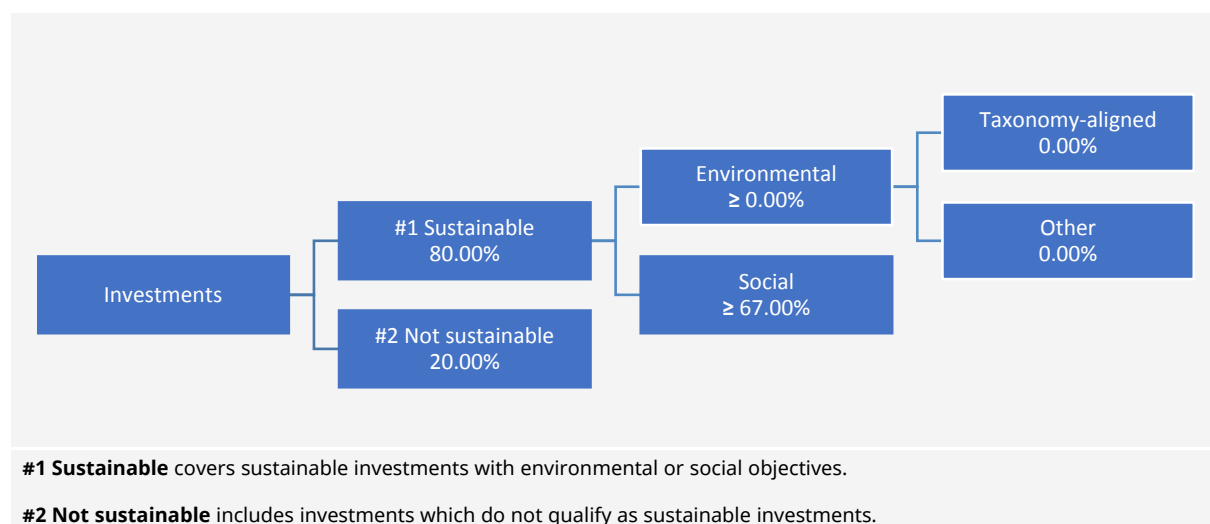 Taxonomy-aligned
0.00%
Environmental
≥ 0.00%
#1 Sustainable
80.00%
Other
0.00%
Investments
Social
≥ 67.00%
#2 Not sustainable
20.00%
#1 Sustainable covers sustainable investments with environmental or social objectives.
#2 Not sustainable includes investments which do not qualify as sustainable investments.